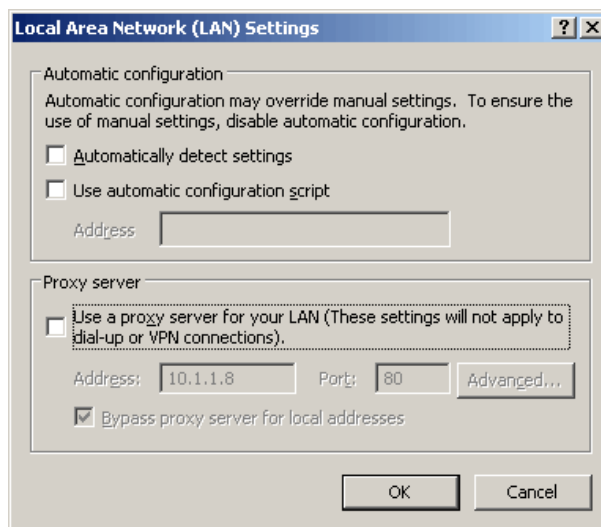 Local Area Network (LAN) Settings
Automatic configuration
Automatic configuration may override manual settings. To ensure the
use of manual settings, disable automatic configuration.
Automatically detect settings
Use automatic configuration script
Address
Proxy server
Use a proxy server for your LAN (These settings will not apply to
dial-up or VPN connections).
Address: 10.1.1.8 Port: 80 Advanced...
Bypass proxy server for local addresses
OK Cancel